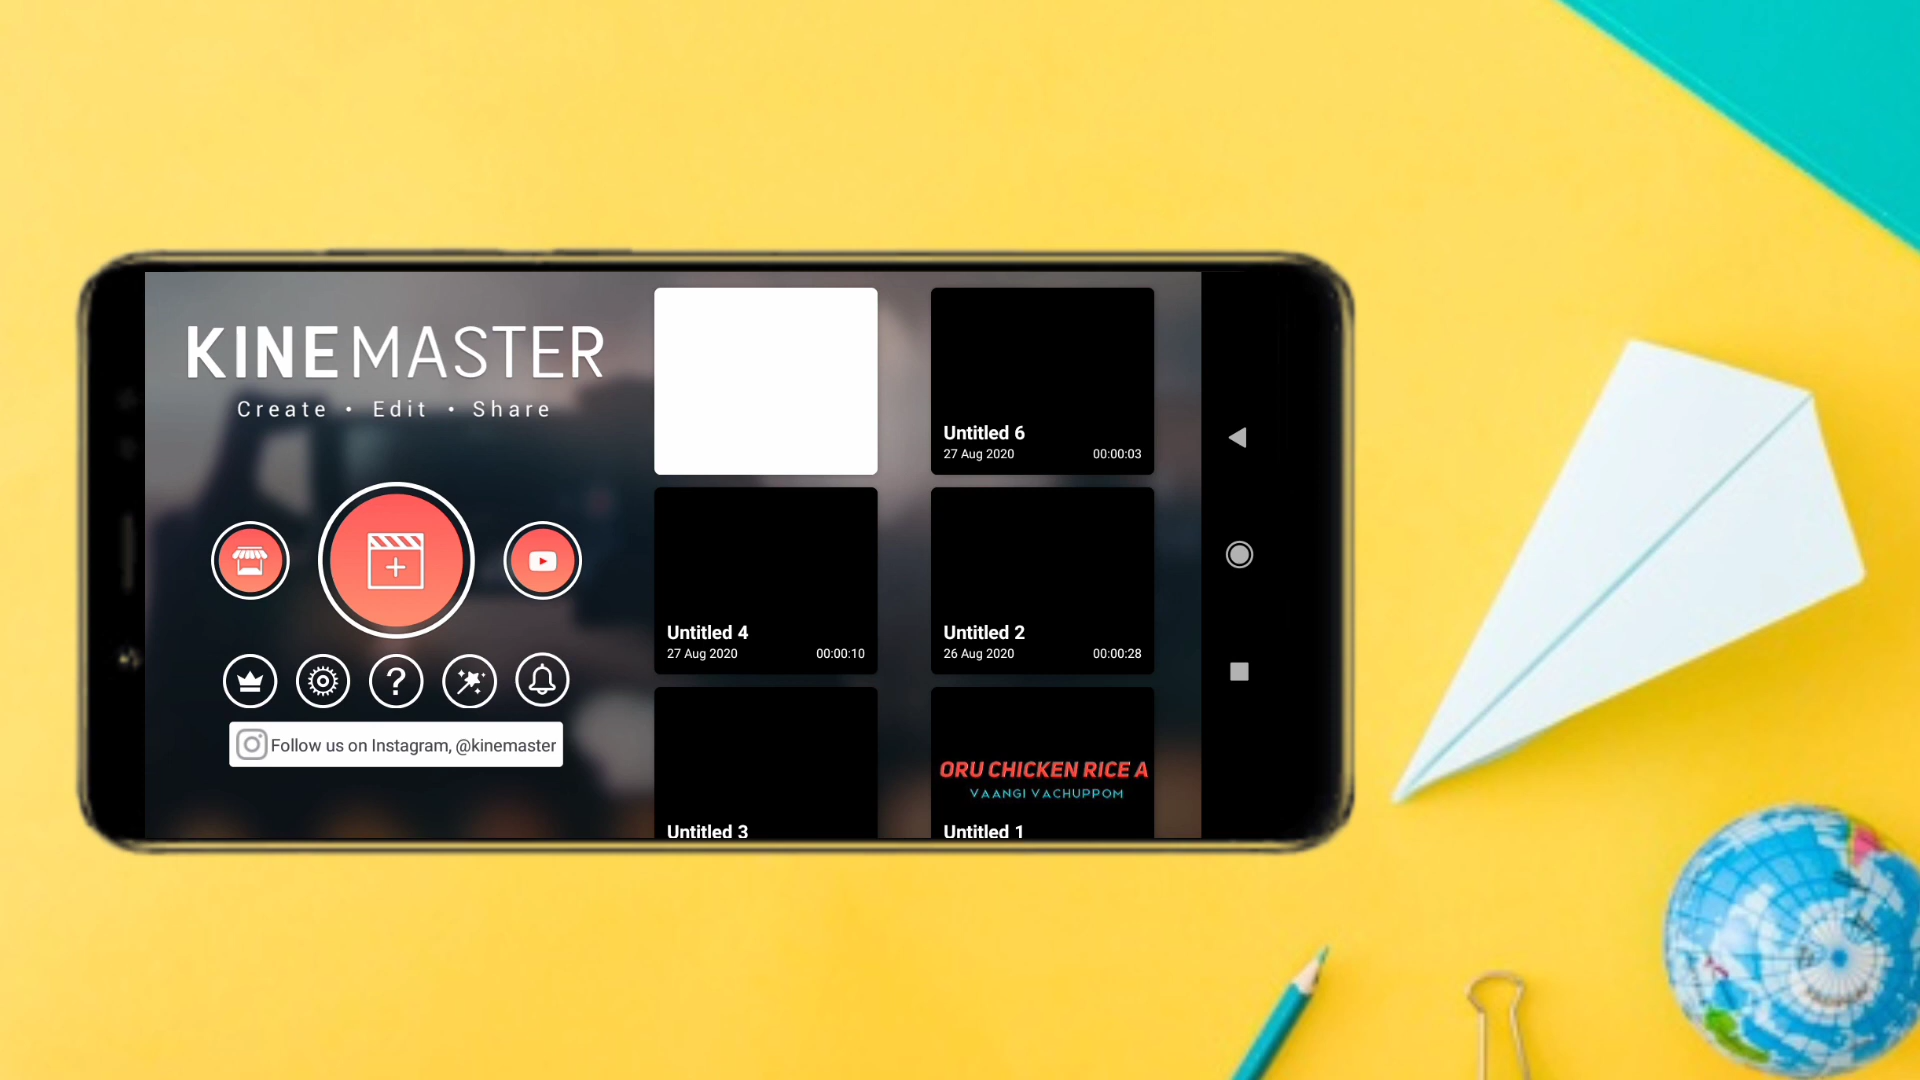 KINEMASTER
Create • Edit • Share
?
Follow us on Instagram, @kinemaster
Untitled 6
27 Aug 2020 00:00:03
Untitled 4
27 Aug 2020 00:00:10
Untitled 2
26 Aug 2020 00:00:28
Untitled 3
ORU CHICKEN RICE A
VAANGI VACHUPPOM
Untitled 1